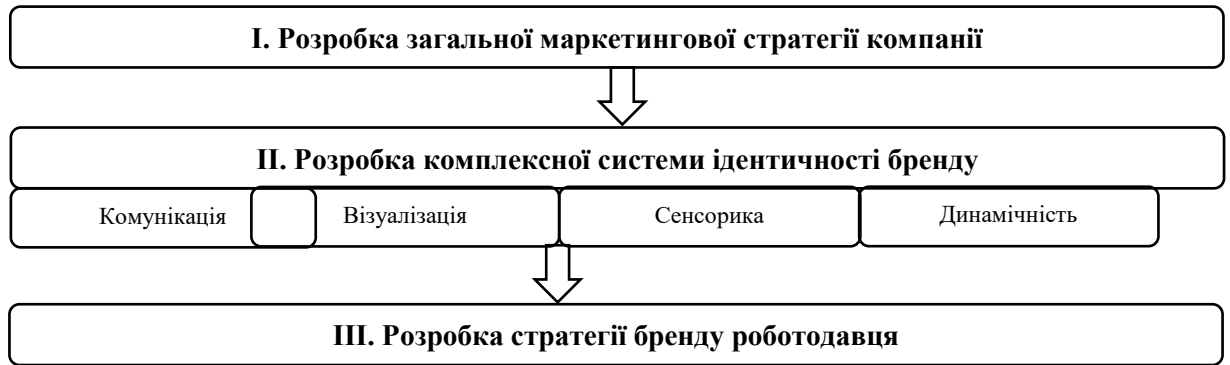 І. Розробка загальної маркетингової стратегії компанії
ІІ. Розробка комплексної системи ідентичності бренду
Комунікація Візуалізація Сенсорика Динамічність
ІІІ. Розробка стратегії бренду роботодавця